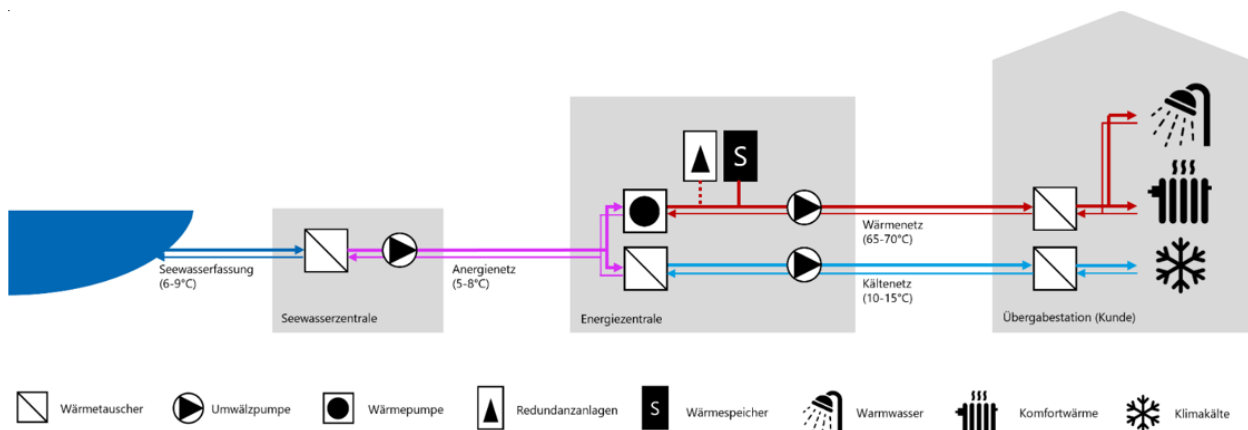 S
Wärmenetz
(65-70°C)
Seewasserfassung
(6-9°C)
Anergienetz
(5-8°C)
Kältenetz
(10-15°C)
Seewasserzentrale
Energiezentrale
Übergabestation (Kunde)
Wärmetauscher
Umwälzpumpe
Wärmepumpe
Redundanzanlagen
S
Wärmespeicher
Warmwasser
Komfortwärme
Klimakälte